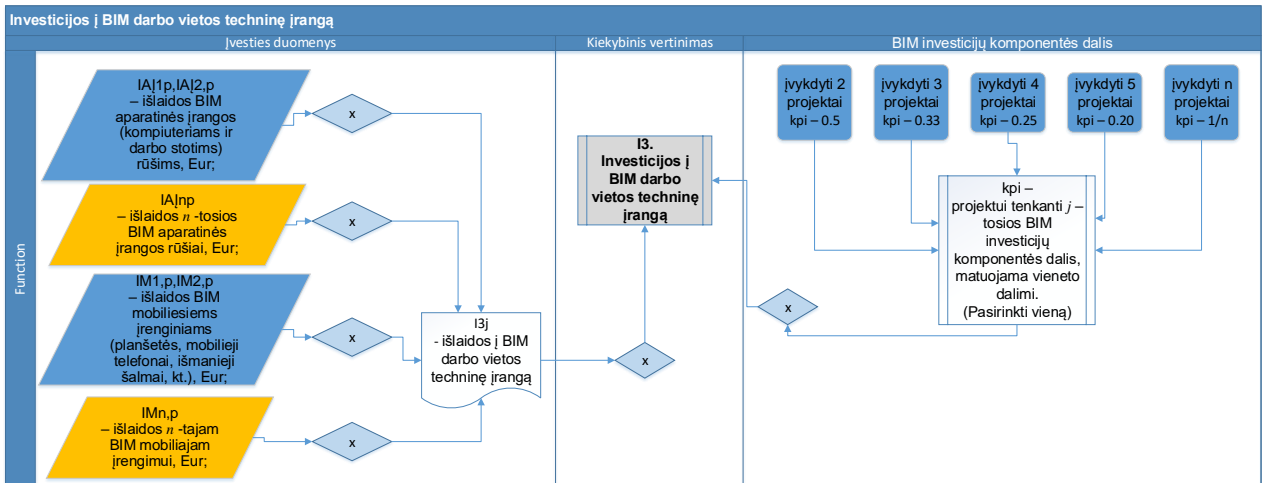 Investicijos į BIM darbo vietos techninę įrangą
Įvesties duomenys
Kiekybinis vertinimas
BIM investicijų komponentės dalis
Function
IAĮ1p,IAĮ2,p
– išlaidos BIM
aparatinės įrangos
(kompiuteriams ir
darbo stotims)
rūšims, Eur;
x
IAĮnp
– išlaidos n -tosios
BIM aparatinės
įrangos rūšiai, Eur;
x
IM1,p,IM2,p
– išlaidos BIM
mobiliesiems
įrenginiams
(planšetės, mobilieji
telefonai, išmanieji
šalmai, kt.), Eur;
x
IMn,p
– išlaidos n -tajam
BIM mobiliajam
įrengimui, Eur;
x
I3j
- išlaidos į BIM
darbo vietos
techninę įrangą
x
I3.
Investicijos į
BIM darbo
vietos techninę
įrangą
įvykdyti 2
projektai
kpi – 0.5
įvykdyti 3
projektai
kpi – 0.33
įvykdyti 4
projektai
kpi – 0.25
įvykdyti 5
projektai
kpi – 0.20
įvykdyti n
projektai
kpi – 1/n
kpi –
projektui tenkanti j –
tosios BIM
investicijų
komponentės dalis,
matuojama vieneto
dalimi.
(Pasirinkti vieną)
x